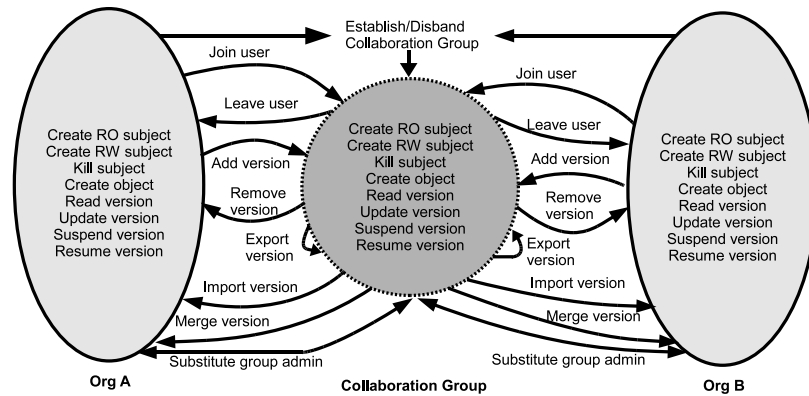 Establish/Disband
Collaboration Group
Join user
Leave user
Add version
Remove
version
Export
version
Import version
Merge version
Substitute group admin
Create RO subject
Create RW subject
Kill subject
Create object
Read version
Update version
Suspend version
Resume version
Org A
Create RO subject
Create RW subject
Kill subject
Create object
Read version
Update version
Suspend version
Resume version
Collaboration Group
Join user
Leave user
Add version
Remove
version
Export
version
Import version
Merge version
Substitute group admin
Create RO subject
Create RW subject
Kill subject
Create object
Read version
Update version
Suspend version
Resume version
Org B